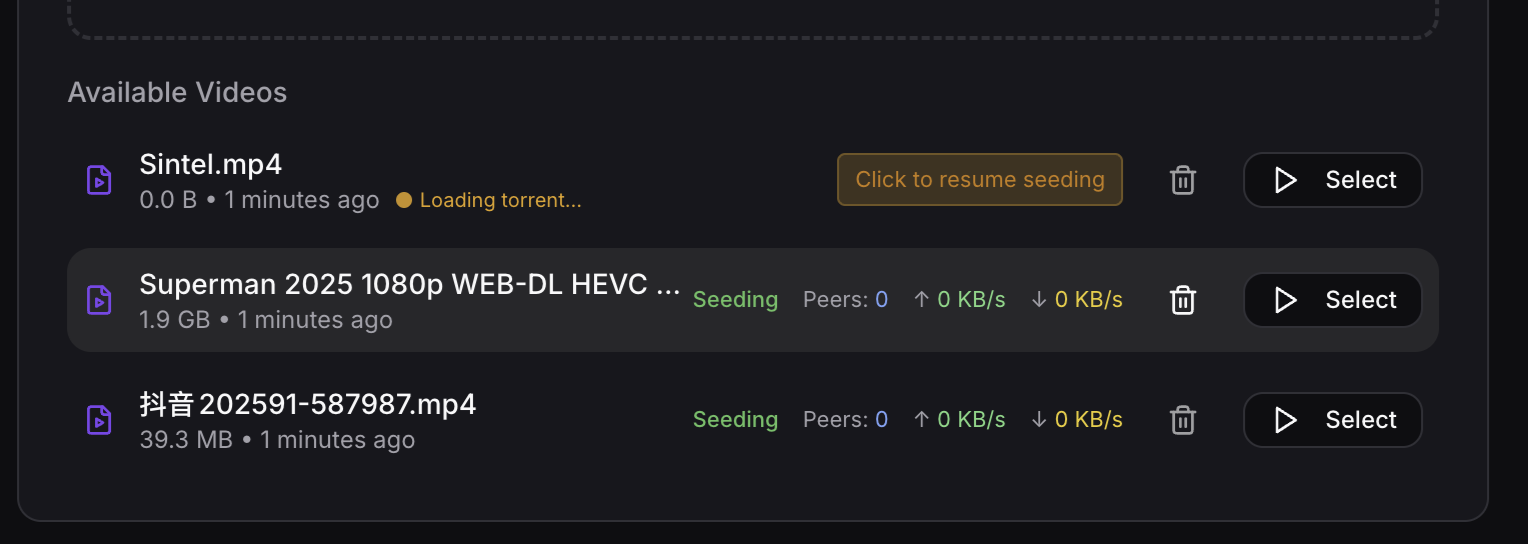 Available Videos
Sintel.mp4
0.0 B • 1 minutes ago Loading torrent...
Click to resume seeding
Select
Superman 2025 1080p WEB-DL HEVC ...
1.9 GB • 1 minutes ago
Seeding Peers: 0 ↑ 0 KB/s ↓ 0 KB/s
Select
抖音202591-587987.mp4
39.3 MB • 1 minutes ago
Seeding Peers: 0 ↑ 0 KB/s ↓ 0 KB/s
Select